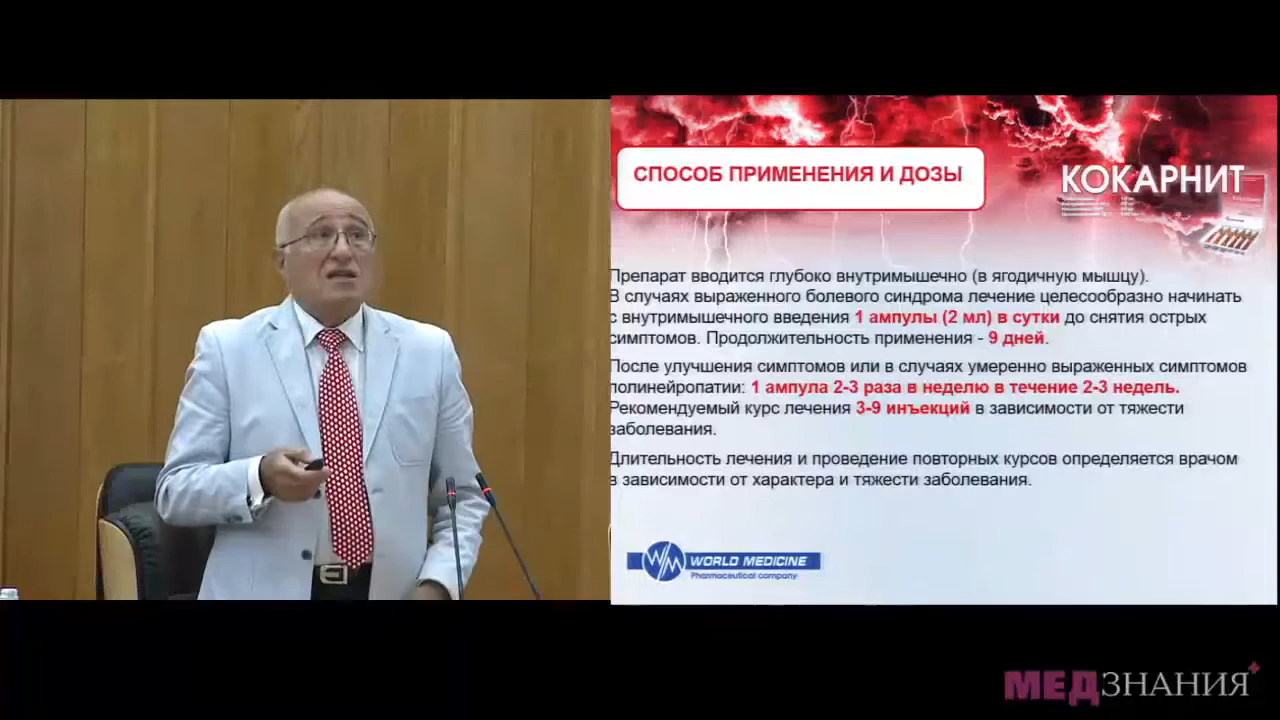 СПОСОБ ПРИМЕНЕНИЯ И ДОЗЫ
КОКАРНИТ
Препарат вводится глубоко внутримышечно (в ягодичную мышцу).
В случаях выраженного болевого синдрома лечение целесообразно начинать
с внутримышечного введения 1 ампулы (2 мл) в сутки до снятия острых
симптомов. Продолжительность применения - 9 дней.
После улучшения симптомов или в случаях умеренно выраженных симптомов
полинейропатии: 1 ампула 2-3 раза в неделю в течение 2-3 недель.
Рекомендуемый курс лечения 3-9 инъекций в зависимости от тяжести
заболевания.
Длительность лечения и проведение повторных курсов определяется врачом
в зависимости от характера и тяжести заболевания.
WM WORLD MEDICINE
Pharmaceutical company
МЕДЗНАНИЯ+